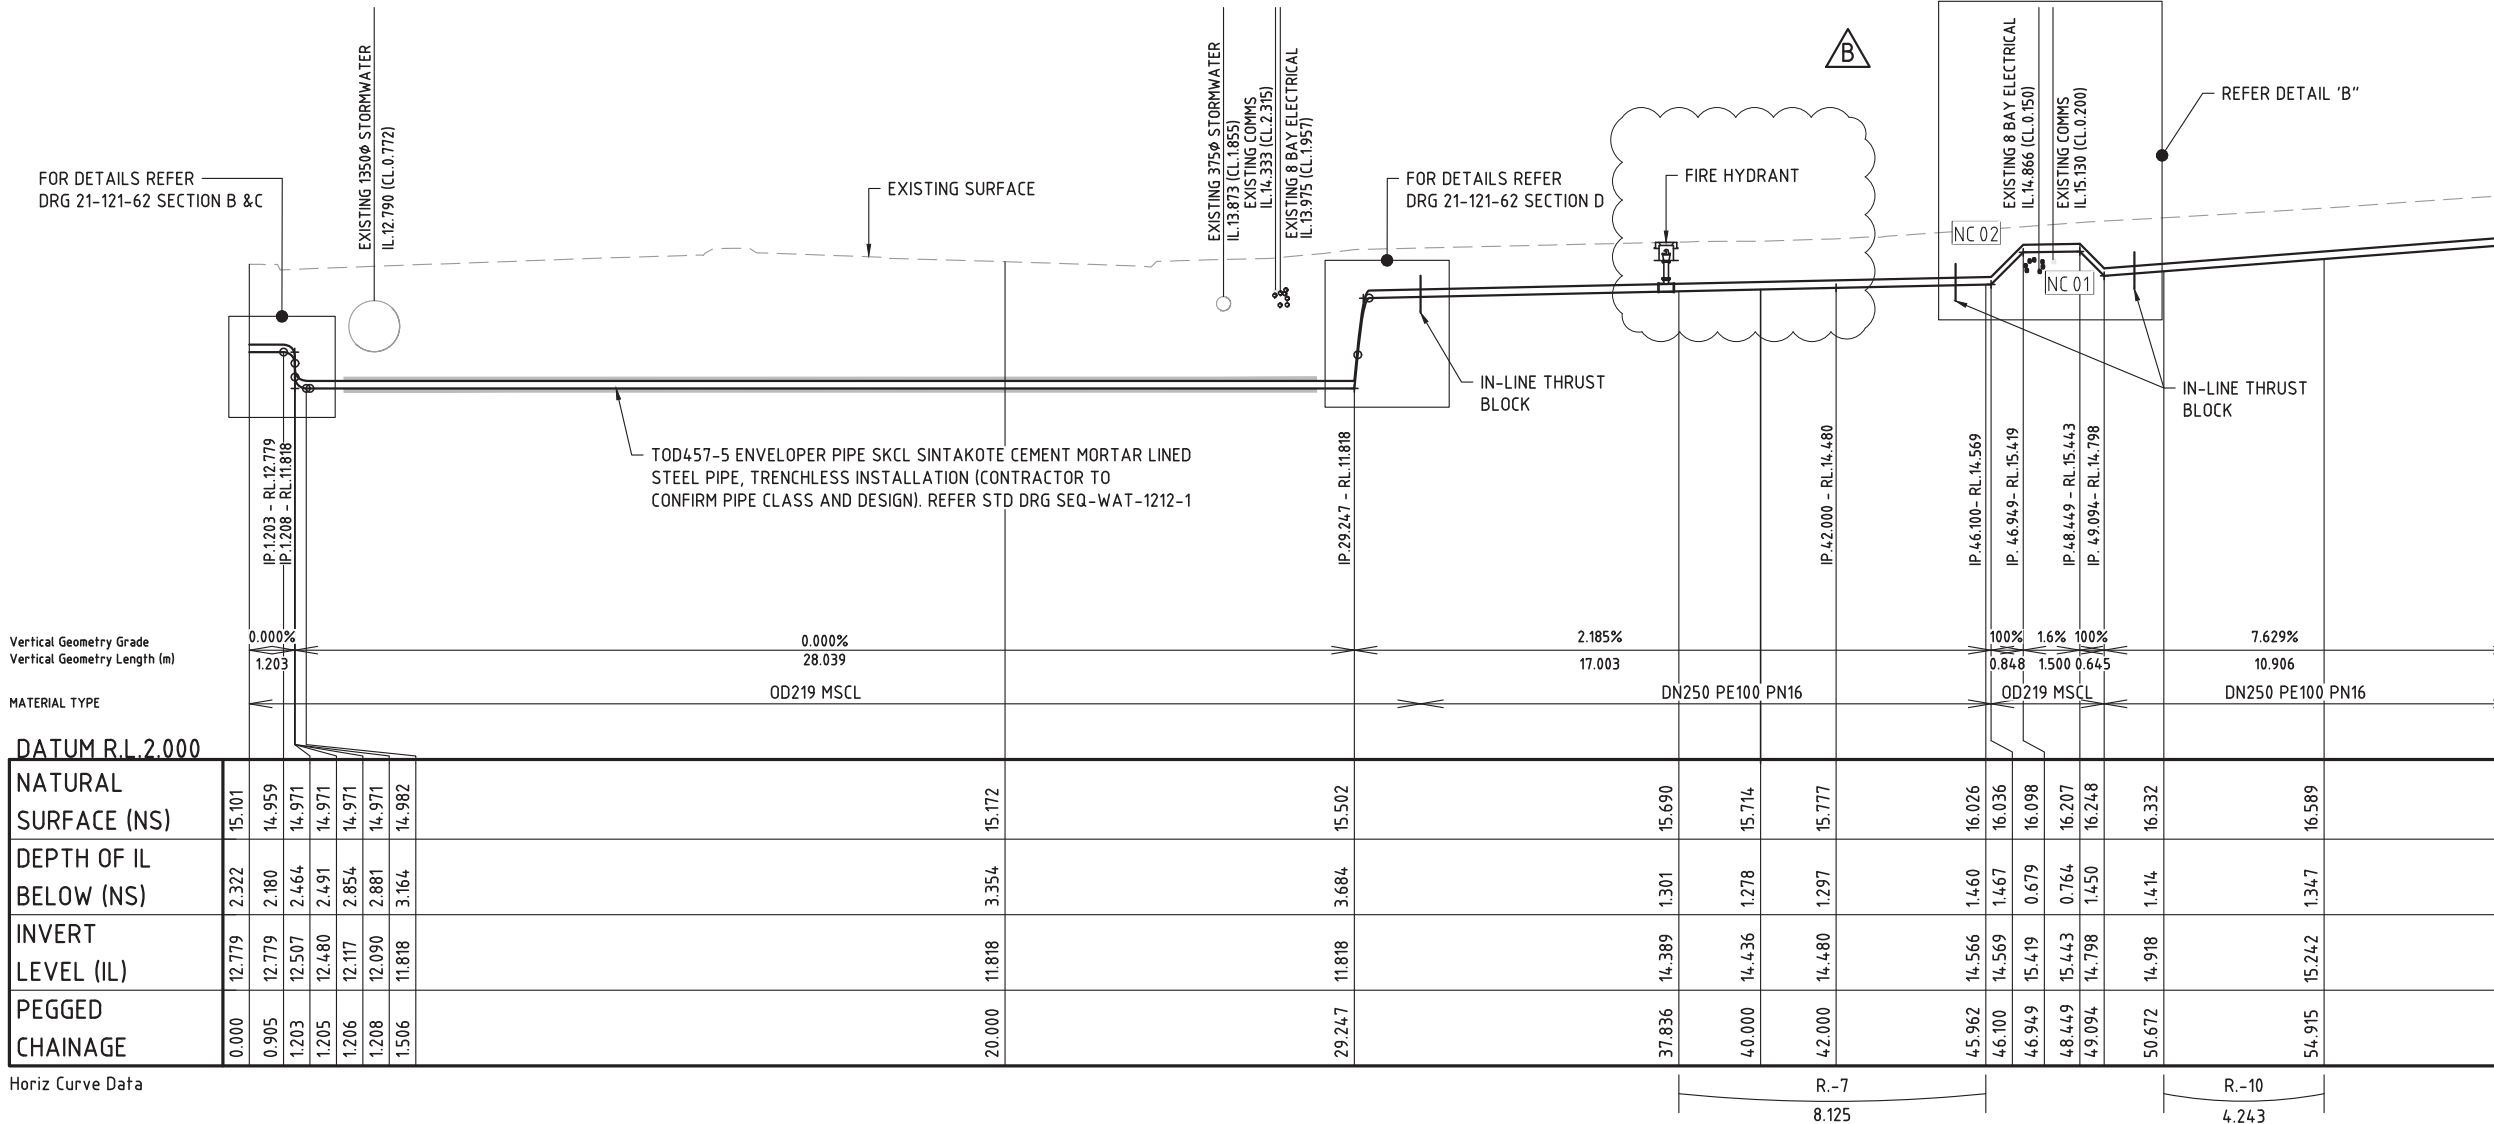 B
FOR DETAILS REFER
DRG 21-121-62 SECTION B &C
EXISTING 1350ø STORMWATER
IL.12.790 (CL.0.772)
EXISTING SURFACE
EXISTING 375ø STORMWATER
IL.13.873 (CL.1.855)
EXISTING COMMS
IL.14.333 (CL.2.315)
EXISTING 8 BAY ELECTRICAL
IL.13.975 (CL.1.957)
FOR DETAILS REFER
DRG 21-121-62 SECTION D
FIRE HYDRANT
EXISTING 8 BAY ELECTRICAL
IL.14.866 (CL.0.150)
EXISTING COMMS
IL.15.130 (CL.0.200)
REFER DETAIL 'B"
NC 02
NC 01
IN-LINE THRUST
BLOCK
IN-LINE THRUST
BLOCK
TOD457-5 ENVELOPER PIPE SKCL SINTAKOTE CEMENT MORTAR LINED
STEEL PIPE, TRENCHLESS INSTALLATION (CONTRACTOR TO
CONFIRM PIPE CLASS AND DESIGN). REFER STD DRG SEQ-WAT-1212-1
IP.1.203 - RL.12.779
IP.1.208 - RL.11.818
IP.29.247 - RL.11.818
IP.42.000 - RL.14.480
IP.46.100- RL.14.569
IP. 46.949- RL.15.419
IP.48.449 - RL.15.443
IP. 49.094- RL.14.798
Vertical Geometry Grade 0.000% 0.000% 2.185% 100% 1.6% 100% 7.629%
Vertical Geometry Length (m) 1.203 28.039 17.003 0.848 1.500 0.645 10.906
MATERIAL TYPE OD219 MSCL DN250 PE100 PN16 OD219 MSCL DN250 PE100 PN16
DATUM R.L.2.000
NATURAL
SURFACE (NS) 15.101 14.959 14.971 14.971 14.971 14.971 14.982 15.172 15.502 15.690 15.714 15.777 16.026 16.036 16.098 16.207 16.248 16.332 16.589
DEPTH OF IL
BELOW (NS) 2.322 2.180 2.464 2.491 2.854 2.881 3.164 3.354 3.684 1.301 1.278 1.297 1.460 1.467 0.679 0.764 1.450 1.414 1.347
INVERT
LEVEL (IL) 12.779 12.779 12.507 12.480 12.117 12.090 11.818 11.818 11.818 14.389 14.436 14.480 14.566 14.569 15.419 15.443 14.798 14.918 15.242
PEGGED
CHAINAGE 0.000 0.905 1.203 1.205 1.206 1.208 1.506 20.000 29.247 37.836 40.000 42.000 45.962 46.100 46.949 48.449 49.094 50.672 54.915
Horiz Curve Data R.-7 R.-10
8.125 4.243